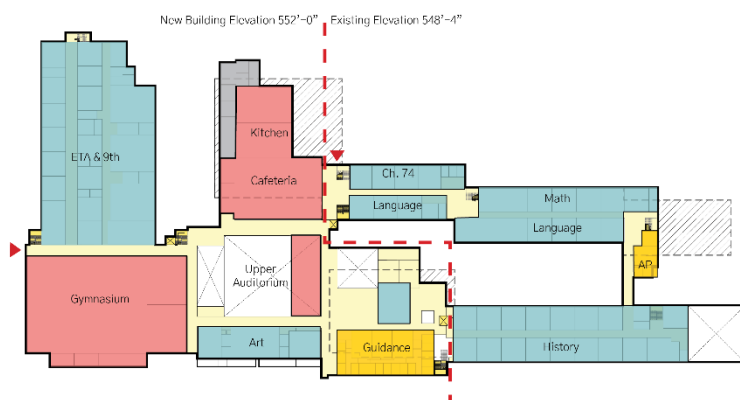 New Building Elevation 552'-0" Existing Elevation 548'-4"
Kitchen
ETA & 9th
Cafeteria
Ch. 74
Language
Math
Language
AP
Upper
Auditorium
Gymnasium
Art
Guidance
History